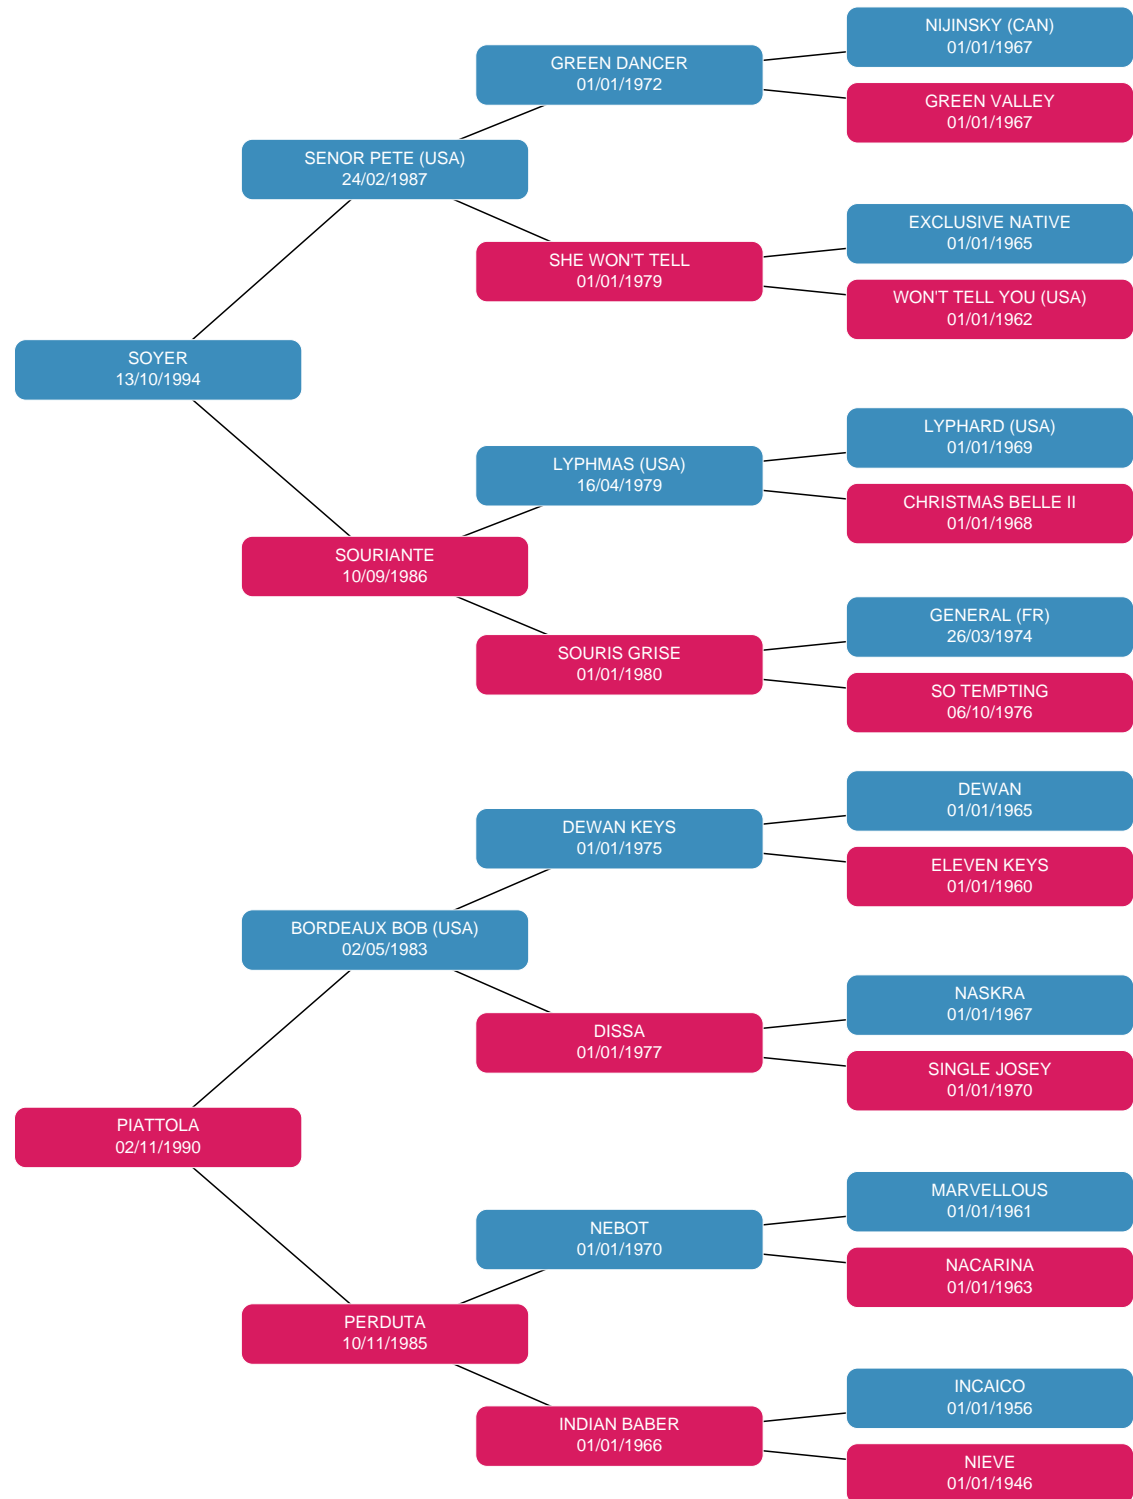 NIJINSKY (CAN)
01/01/1967
GREEN DANCER
01/01/1972
GREEN VALLEY
01/01/1967
SENOR PETE (USA)
24/02/1987
EXCLUSIVE NATIVE
01/01/1965
SHE WON'T TELL
01/01/1979
WON'T TELL YOU (USA)
01/01/1962
SOYER
13/10/1994
LYPHARD (USA)
01/01/1969
LYPHMAS (USA)
16/04/1979
CHRISTMAS BELLE II
01/01/1968
SOURIANTE
10/09/1986
GENERAL (FR)
26/03/1974
SOURIS GRISE
01/01/1980
SO TEMPTING
06/10/1976
DEWAN
01/01/1965
DEWAN KEYS
01/01/1975
ELEVEN KEYS
01/01/1960
BORDEAUX BOB (USA)
02/05/1983
NASKRA
01/01/1967
DISSA
01/01/1977
SINGLE JOSEY
01/01/1970
PIATTOLA
02/11/1990
MARVELLOUS
01/01/1961
NEBOT
01/01/1970
NACARINA
01/01/1963
PERDUTA
10/11/1985
INCAICO
01/01/1956
INDIAN BABER
01/01/1966
NIEVE
01/01/1946